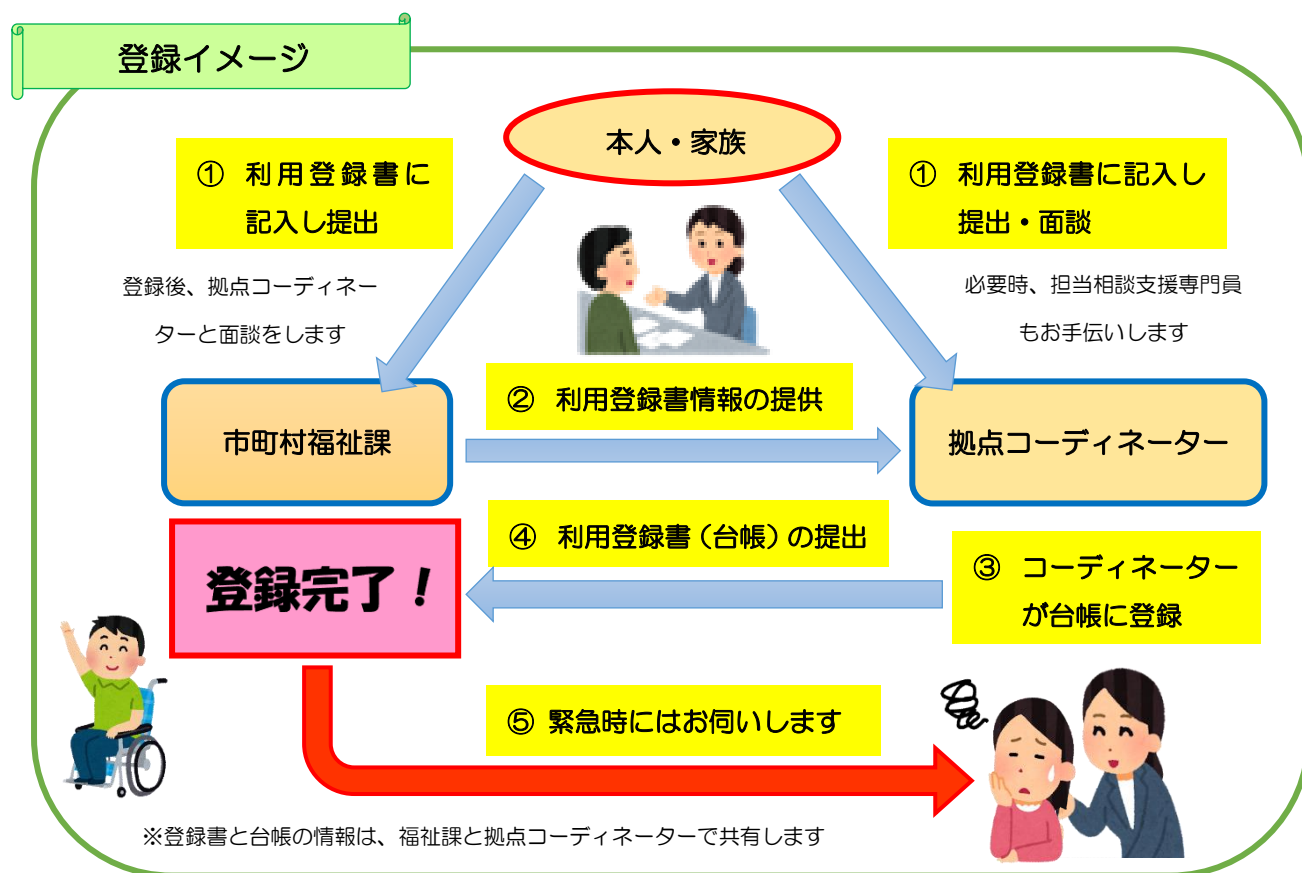 登録イメージ
本人・家族
① 利用登録書に
記入し提出
① 利用登録書に記入し
提出・面談
登録後、拠点コーディネー
ターと面談をします
必要時、担当相談支援専門員
もお手伝いします
② 利用登録書情報の提供
市町村福祉課
拠点コーディネーター
④ 利用登録書（台帳）の提出
③ コーディネーター
が台帳に登録
登録完了！
⑤ 緊急時にはお伺いします
※登録書と台帳の情報は、福祉課と拠点コーディネーターで共有します